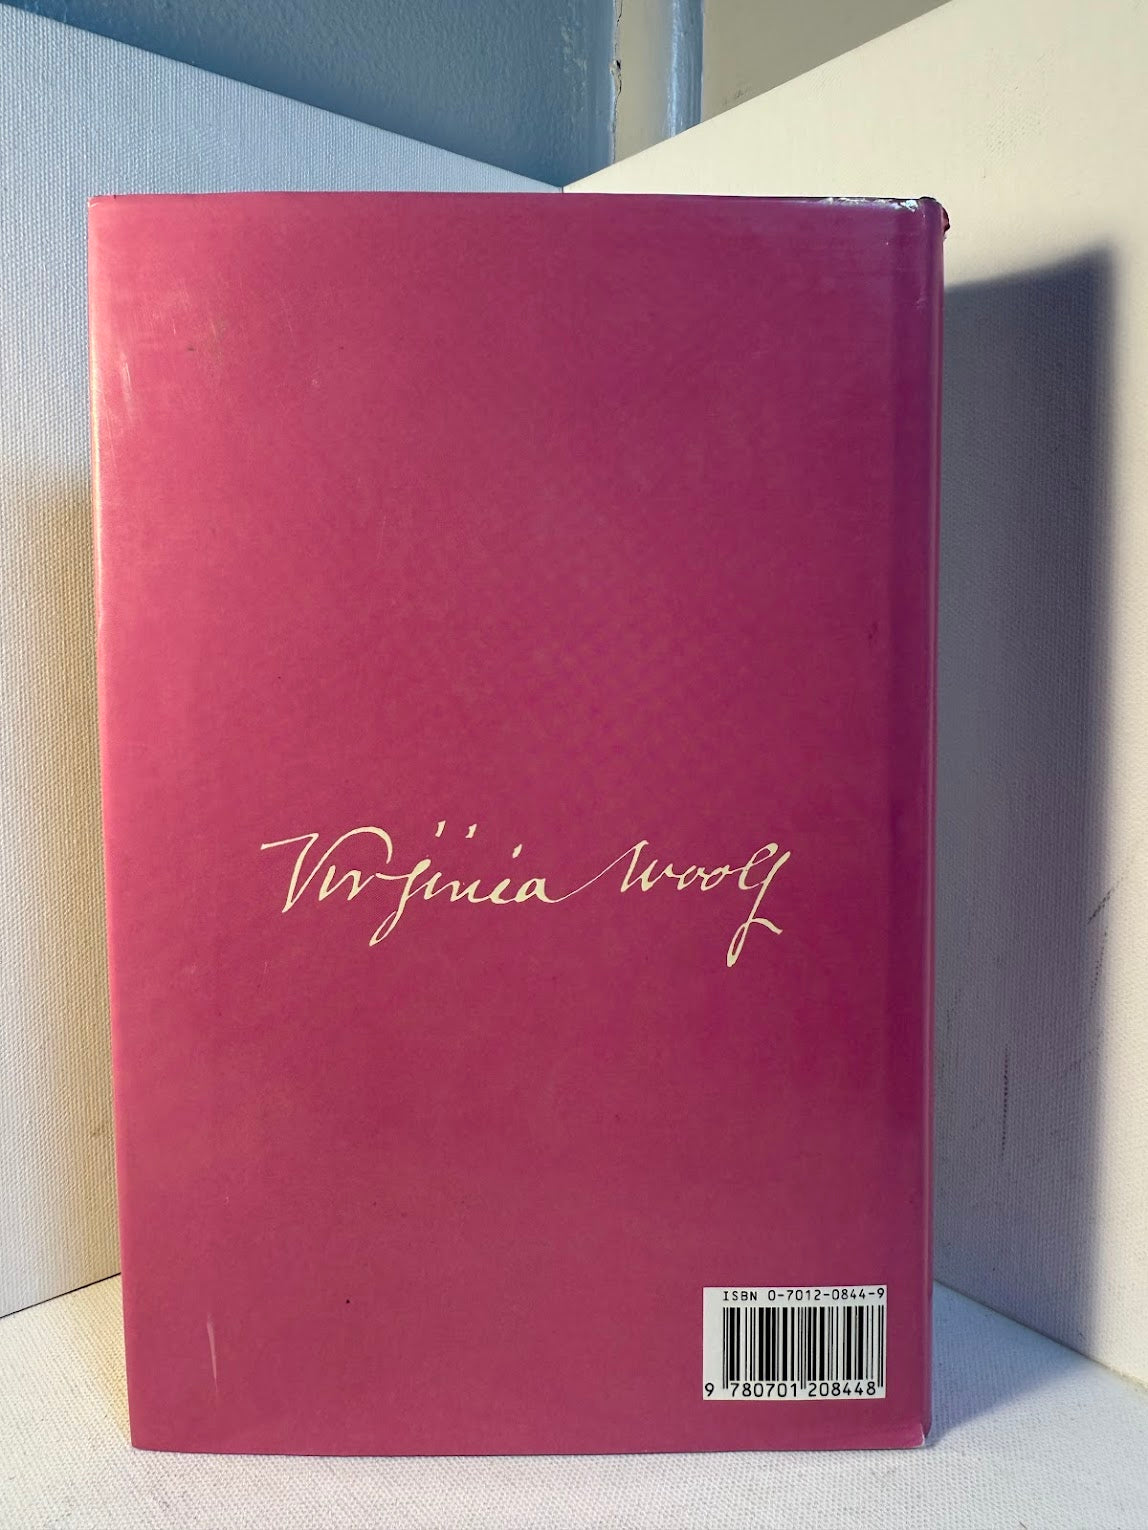 Virginia Woolf
ISBN 0-7012-0844-9
9 780701 208448